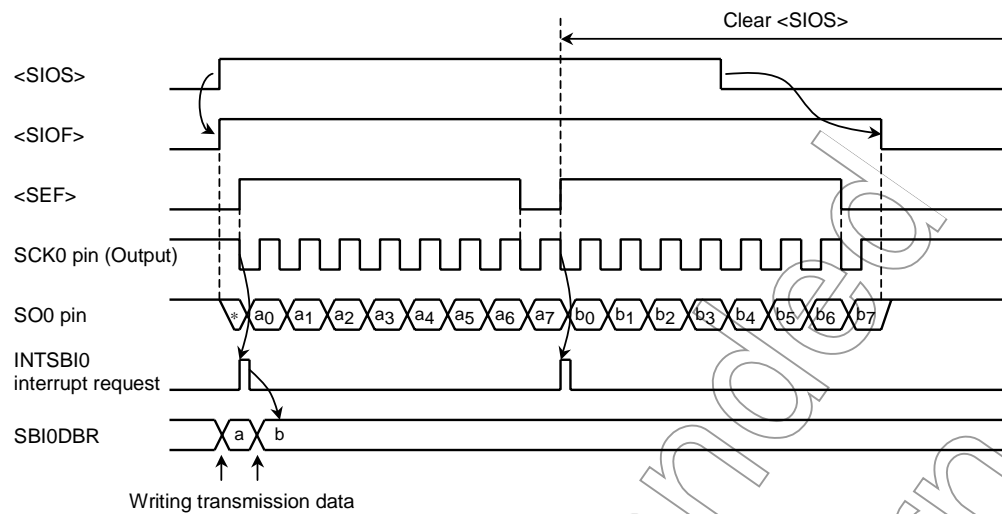 Clear <SIOS>
<SIOS>
<SIOF>
<SEF>
SCK0 pin (Output)
SO0 pin
* a0 a1 a2 a3 a4 a5 a6 a7 b0 b1 b2 b3 b4 b5 b6 b7
INTSBI0
interrupt request
SBI0DBR
a b
Writing transmission data